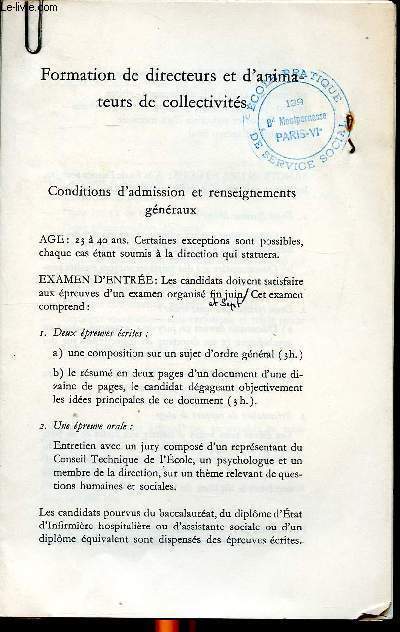 Le-livre.com
Formation de directeurs et d'anima-
teurs de collectivités
ÉCOLE PRATIQUE
139
Bd Montparnasse
PARIS-VIe
DE SERVICE SOCIAL
Conditions d'admission et renseignements
généraux
AGE: 23 à 40 ans. Certaines exceptions sont possibles,
chaque cas étant soumis à la direction qui statuera.
EXAMEN D'ENTRÉE: Les candidats doivent satisfaire
aux épreuves d'un examen organisé fin juin/ Cet examen
et Sept
comprend:
1. Deux épreuves écrites:
a) une composition sur un sujet d'ordre général (3h.)
b) le résumé en deux pages d'un document d'une di-
zaine de pages, le candidat dégageant objectivement
les idées principales de ce document (3h.).
2. Une épreuve orale:
Entretien avec un jury composé d'un représentant du
Conseil Technique de l'École, un psychologue et un
membre de la direction, sur un thème relevant de ques-
tions humaines et sociales.
Les candidats pourvus du baccalauréat, du diplôme d'État
d'Infirmière hospitalière ou d'assistante sociale ou d'un
diplôme équivalent sont dispensés des épreuves écrites.